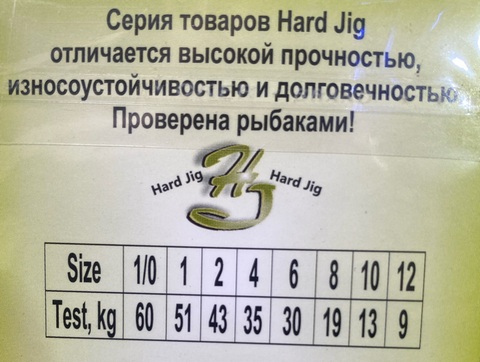 Серия товаров Hard Jig
отличается высокой прочностью,
износоустойчивостью и долговечностью
Проверена рыбаками!
Hard Jig HJ Hard Jig
Size 1/0 1 2 4 6 8 10 12
Test, kg 60 51 43 35 30 19 13 9